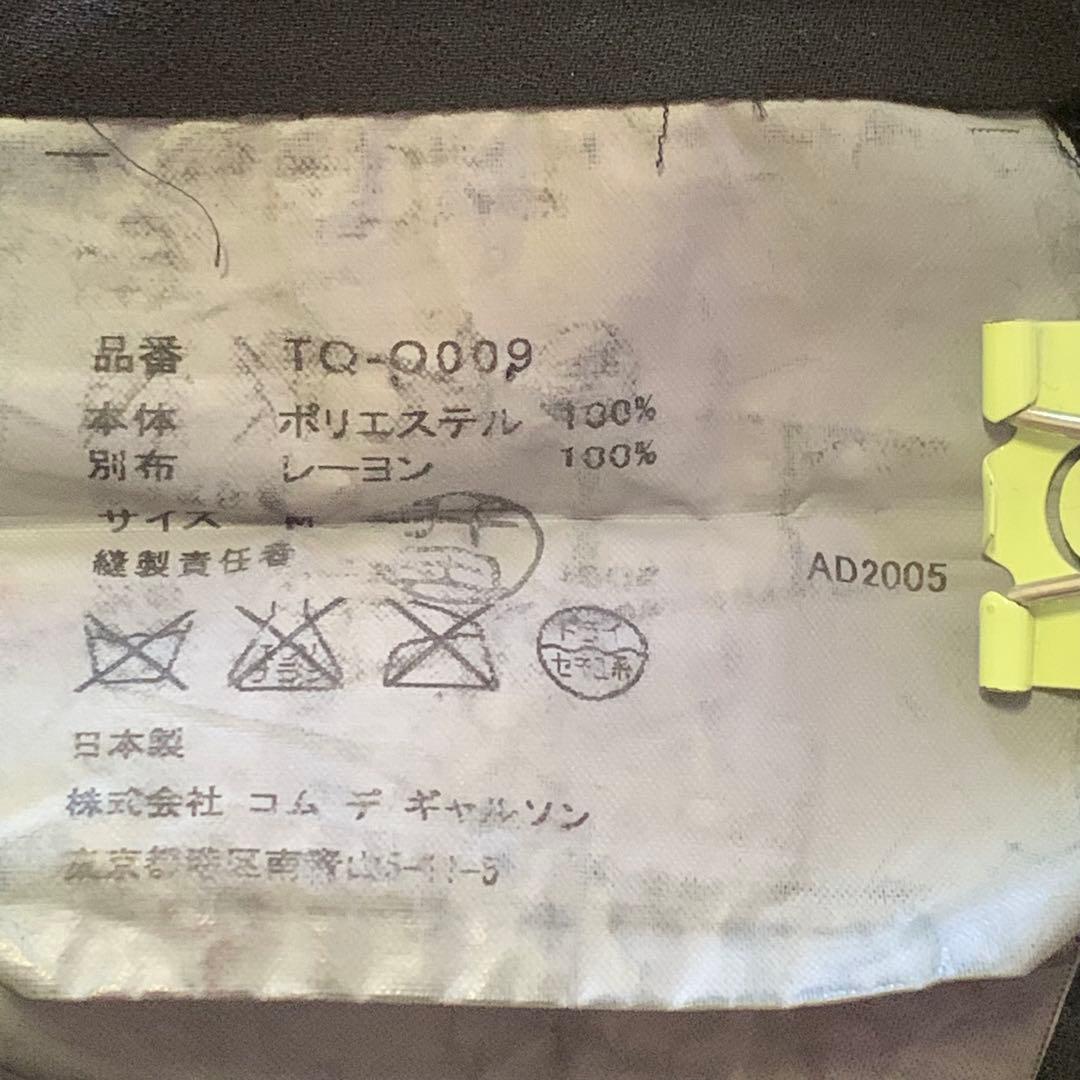 品番 TQ-O009
本体 ポリエステル 100%
別布 レーヨン 100%
サイズ M
縫製責任者
AD2005
エンソ
ドライ
セキユ系
日本製
株式会社 コム デ ギャルソン
東京都港区南青山5-11-5